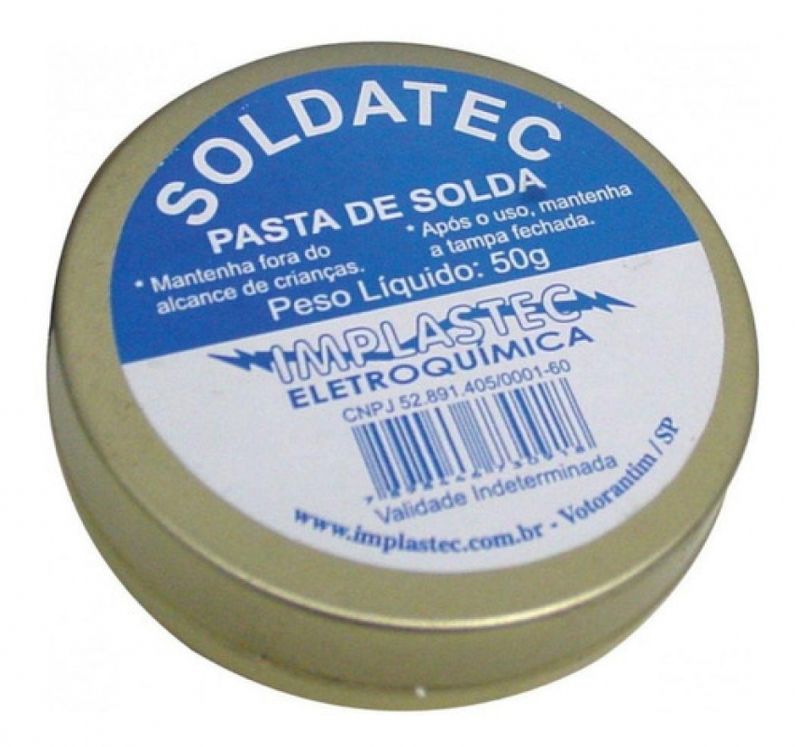 SOLDATEC
PASTA DE SOLDA
* Mantenha fora do
alcance de crianças.
* Após o uso, mantenha
a tampa fechada.
Peso Líquido: 50g
IMPLASTEC
ELETROQUÍMICA
CNPJ 52.891.405/0001-60
Validade Indeterminada
www.implastec.com.br - Votorantim / SP